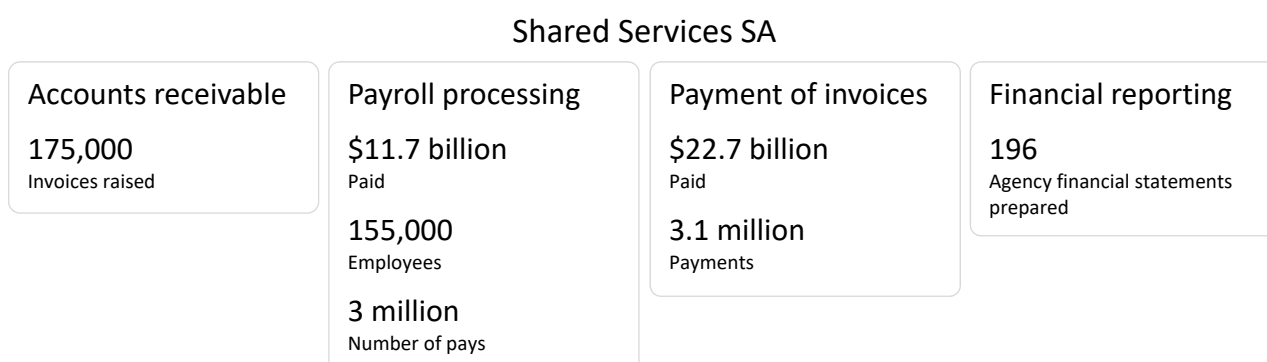 Shared Services SA
Accounts receivable
175,000
Invoices raised
Payroll processing
$11.7 billion
Paid
155,000
Employees
3 million
Number of pays
Payment of invoices
$22.7 billion
Paid
3.1 million
Payments
Financial reporting
196
Agency financial statements
prepared